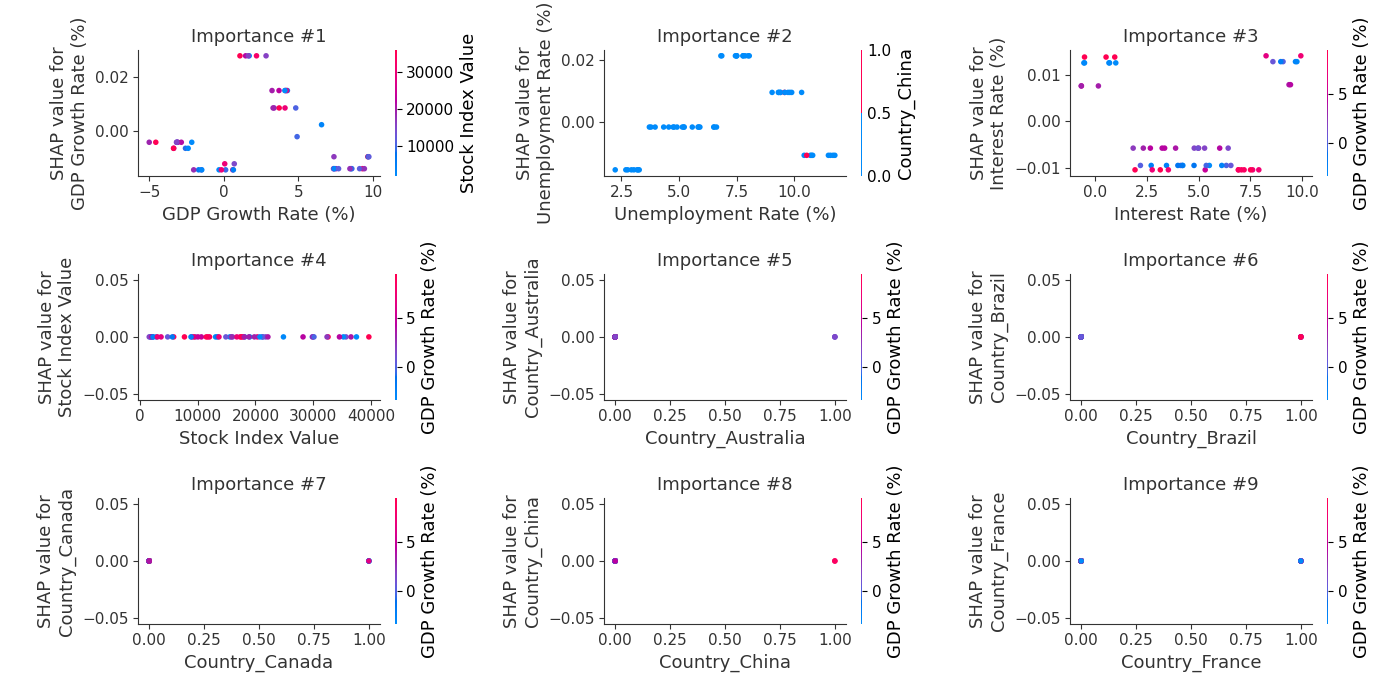 Importance #1
SHAP value for
GDP Growth Rate (%)
0.02
0.00
−5
0
5
10
GDP Growth Rate (%)
30000
20000
10000
Stock Index Value
Importance #2
SHAP value for
Unemployment Rate (%)
0.02
0.00
2.5
5.0
7.5
10.0
Unemployment Rate (%)
1.0
0.5
0.0
Country_China
Importance #3
SHAP value for
Interest Rate (%)
0.01
0.00
−0.01
0.0
2.5
5.0
7.5
10.0
Interest Rate (%)
5
0
GDP Growth Rate (%)
Importance #4
SHAP value for
Stock Index Value
0.05
0.00
−0.05
0
10000
20000
30000
40000
Stock Index Value
5
0
GDP Growth Rate (%)
Importance #5
SHAP value for
Country_Australia
0.05
0.00
−0.05
0.00
0.25
0.50
0.75
1.00
Country_Australia
5
0
GDP Growth Rate (%)
Importance #6
SHAP value for
Country_Brazil
0.05
0.00
−0.05
0.00
0.25
0.50
0.75
1.00
Country_Brazil
5
0
GDP Growth Rate (%)
Importance #7
SHAP value for
Country_Canada
0.05
0.00
−0.05
0.00
0.25
0.50
0.75
1.00
Country_Canada
5
0
GDP Growth Rate (%)
Importance #8
SHAP value for
Country_China
0.05
0.00
−0.05
0.00
0.25
0.50
0.75
1.00
Country_China
5
0
GDP Growth Rate (%)
Importance #9
SHAP value for
Country_France
0.05
0.00
−0.05
0.00
0.25
0.50
0.75
1.00
Country_France
5
0
GDP Growth Rate (%)